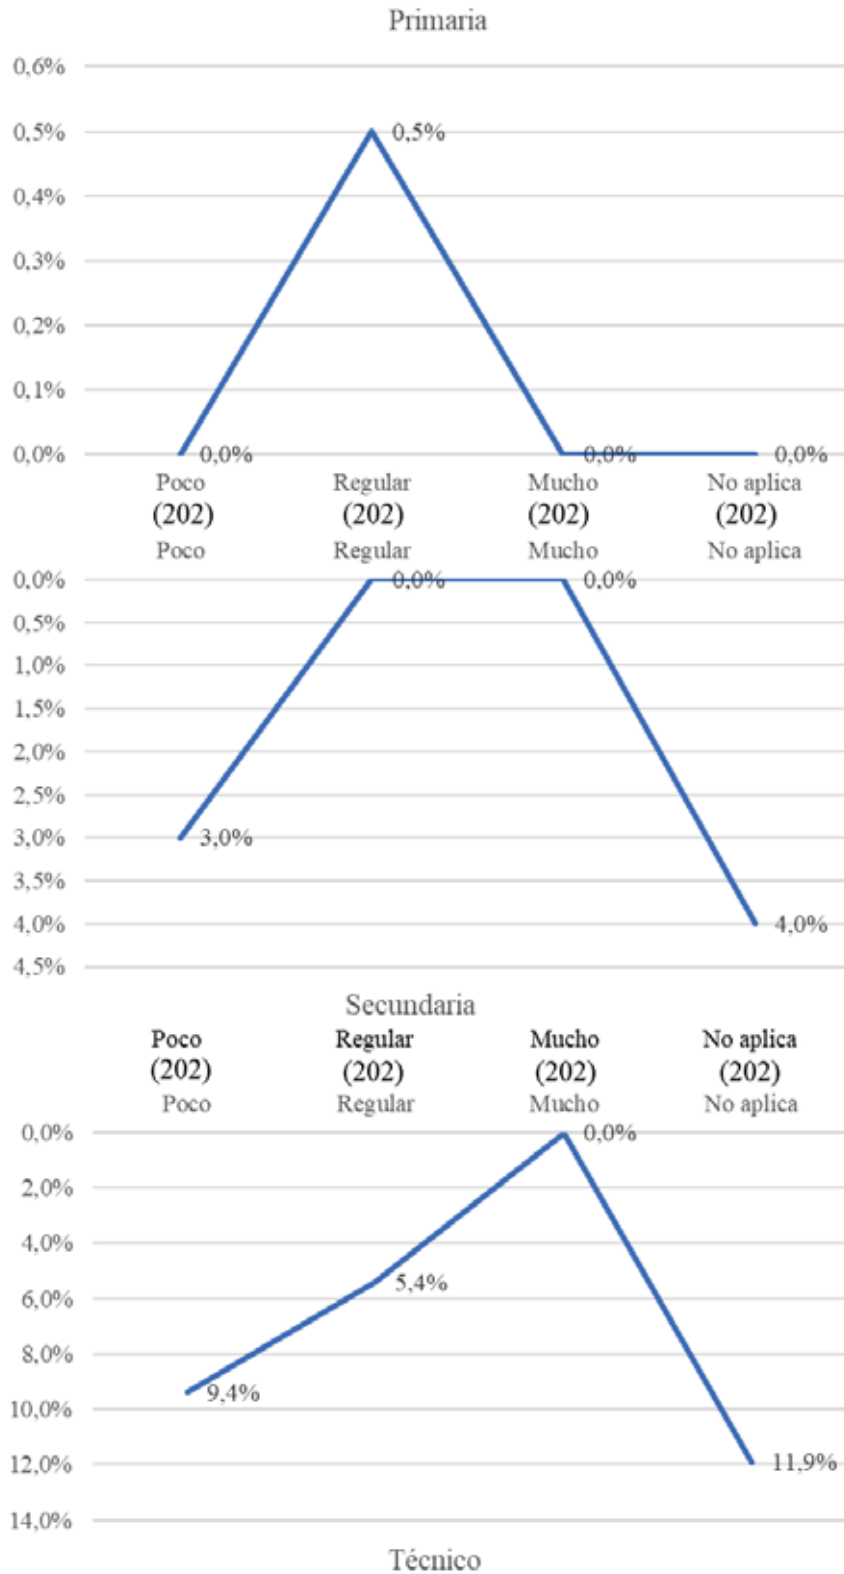 Primaria
0,6%
0,5% 0,5%
0,4%
0,3%
0,2%
0,1%
0,0% 0,0% 0,0% 0,0%
Poco Regular Mucho No aplica
(202) (202) (202) (202)
Poco Regular Mucho No aplica
0,0% 0,0% 0,0%
0,5%
1,0%
1,5%
2,0%
2,5%
3,0% 3,0%
3,5%
4,0% 4,0%
4,5%
Secundaria
Poco Regular Mucho No aplica
(202) (202) (202) (202)
Poco Regular Mucho No aplica
0,0% 0,0%
2,0%
4,0%
5,4%
6,0%
8,0%
9,4%
10,0%
12,0% 11,9%
14,0%
Técnico